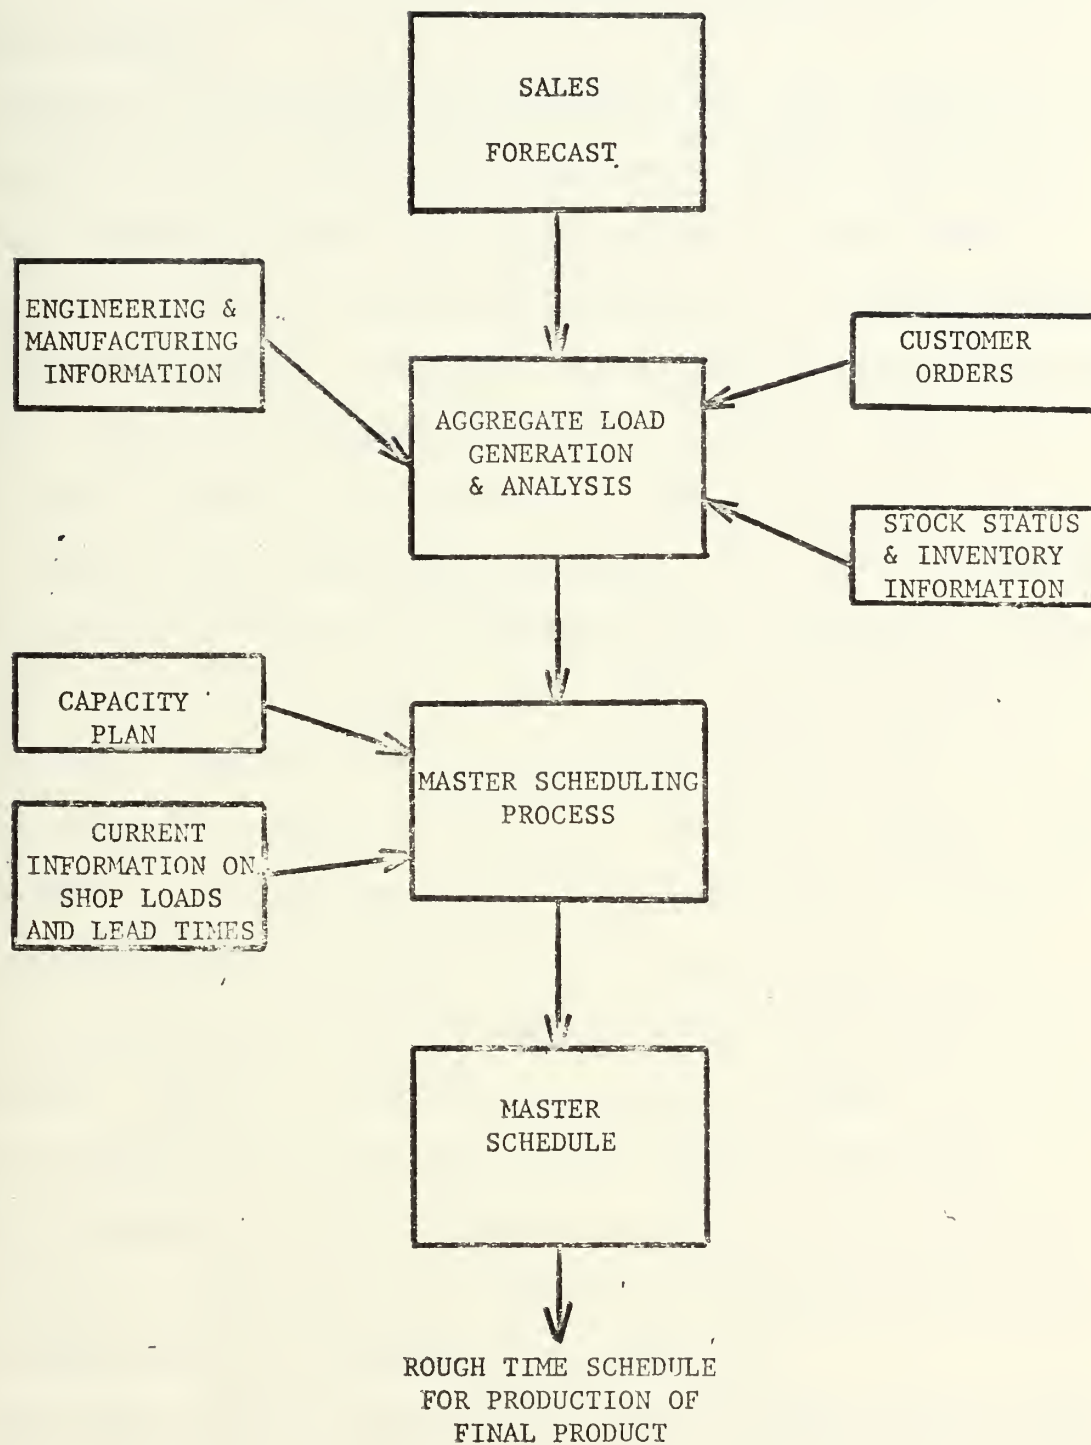 SALES
FORECAST
ENGINEERING &
MANUFACTURING
INFORMATION
CUSTOMER
ORDERS
AGGREGATE LOAD
GENERATION
& ANALYSIS
STOCK STATUS
& INVENTORY
INFORMATION
CAPACITY
PLAN
MASTER SCHEDULING
PROCESS
CURRENT
INFORMATION ON
SHOP LOADS
AND LEAD TIMES
MASTER
SCHEDULE
ROUGH TIME SCHEDULE
FOR PRODUCTION OF
FINAL PRODUCT